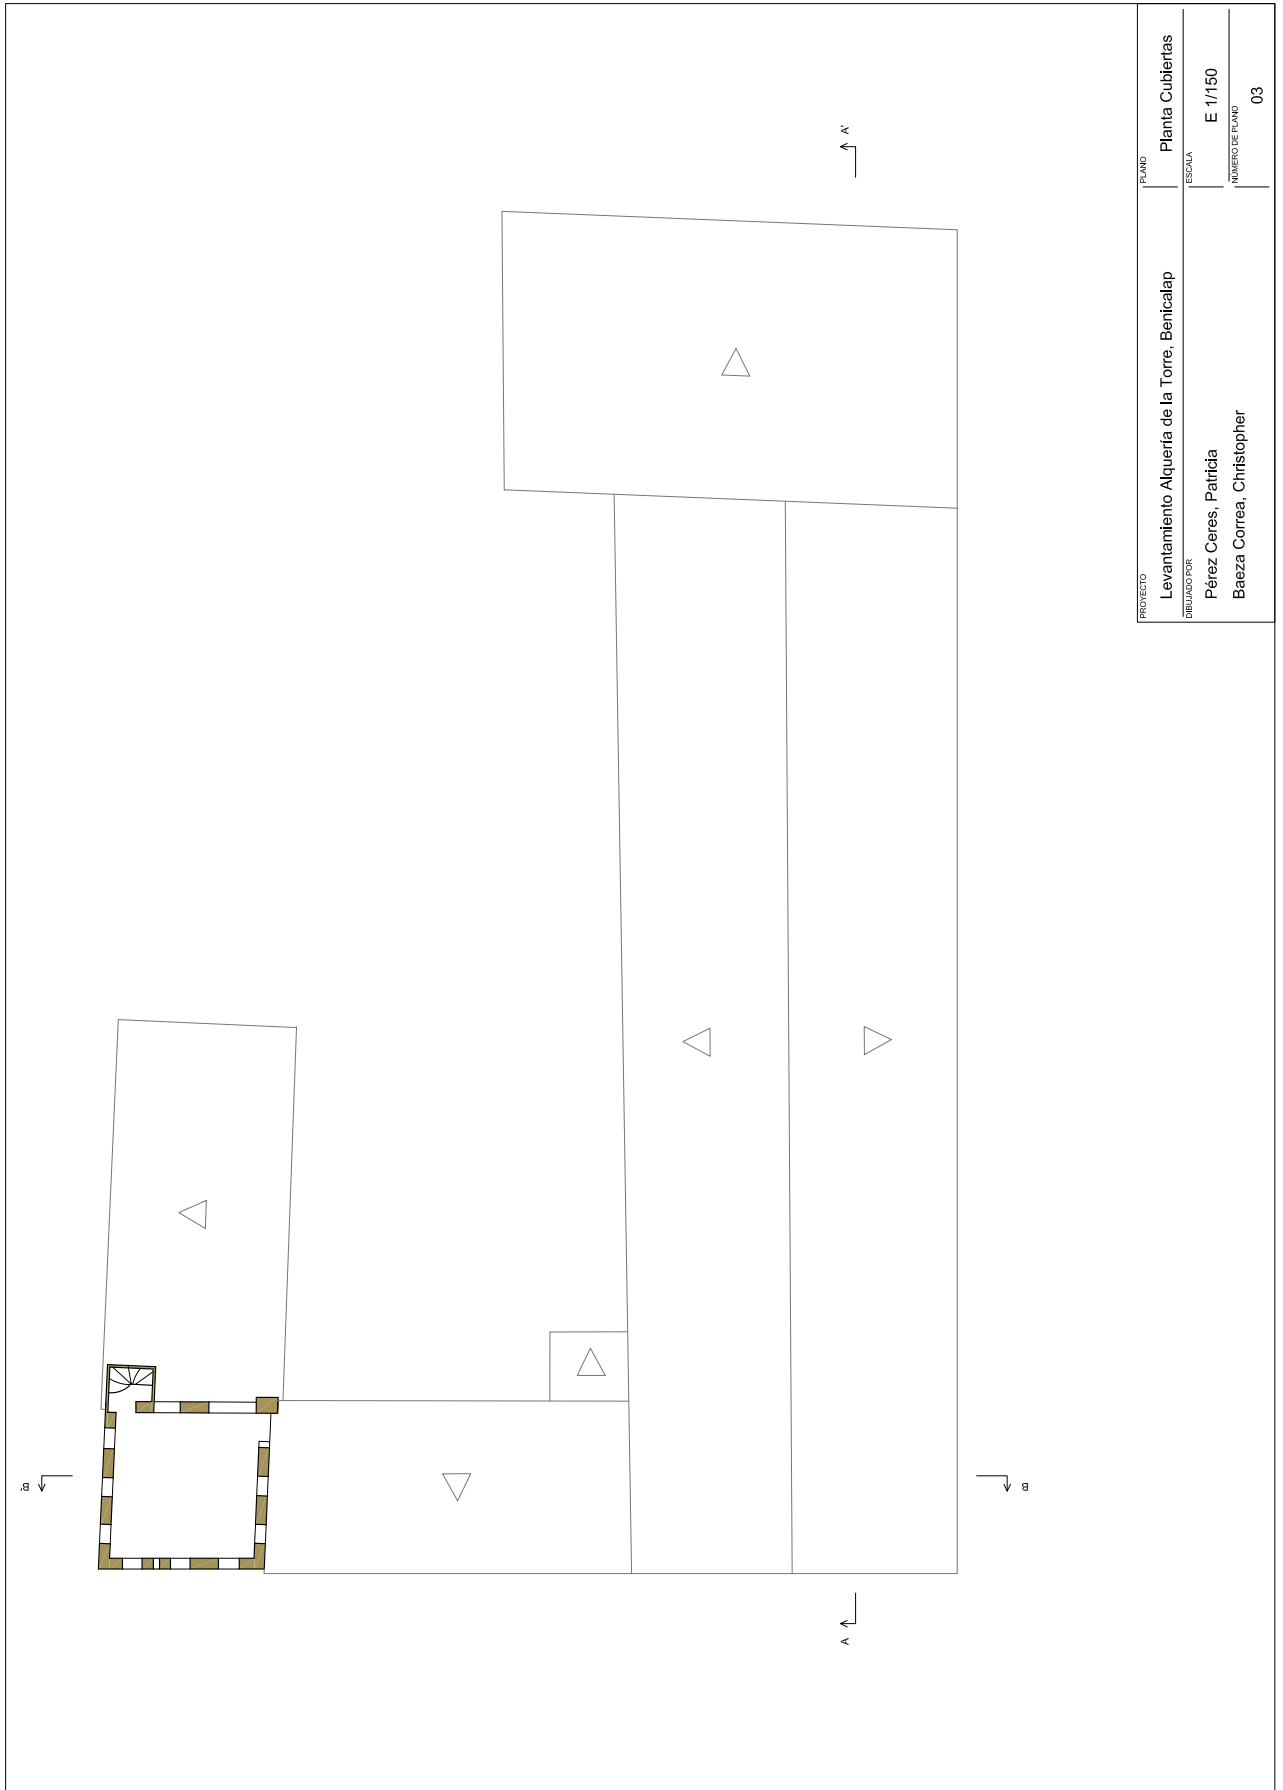 PROYECTO
Levantamiento Alquería de la Torre, Benicalap
PLANO
Planta Cubiertas
DIBUJADO POR
Pérez Ceres, Patricia
Baeza Correa, Christopher
ESCALA
E 1/150
NÚMERO DE PLANO
03
A'
A
B'
B